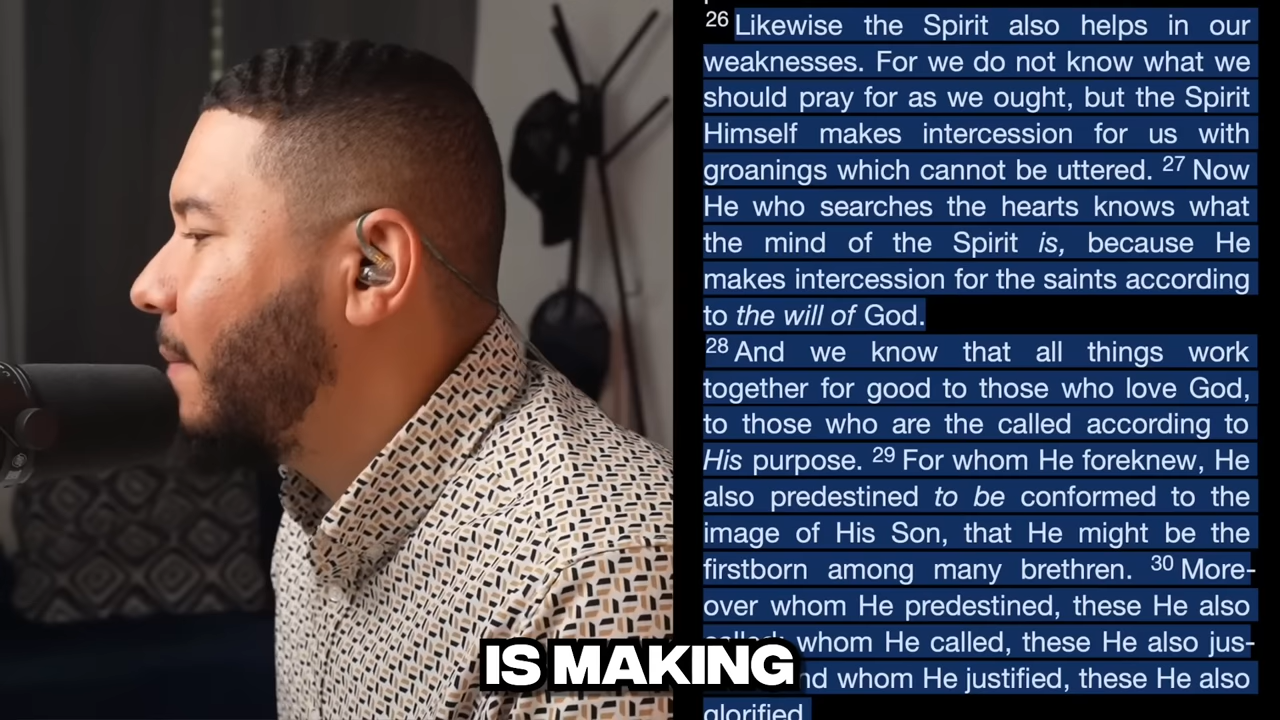 26 Likewise the Spirit also helps in our
weaknesses. For we do not know what we
should pray for as we ought, but the Spirit
Himself makes intercession for us with
groanings which cannot be uttered. 27 Now
He who searches the hearts knows what
the mind of the Spirit is, because He
makes intercession for the saints according
to the will of God.
28 And we know that all things work
together for good to those who love God,
to those who are the called according to
His purpose. 29 For whom He foreknew, He
also predestined to be conformed to the
image of His Son, that He might be the
firstborn among many brethren. 30 More-
over whom He predestined, these He also
called; whom He called, these He also jus-
nd whom He justified, these He also
glorified
IS MAKING